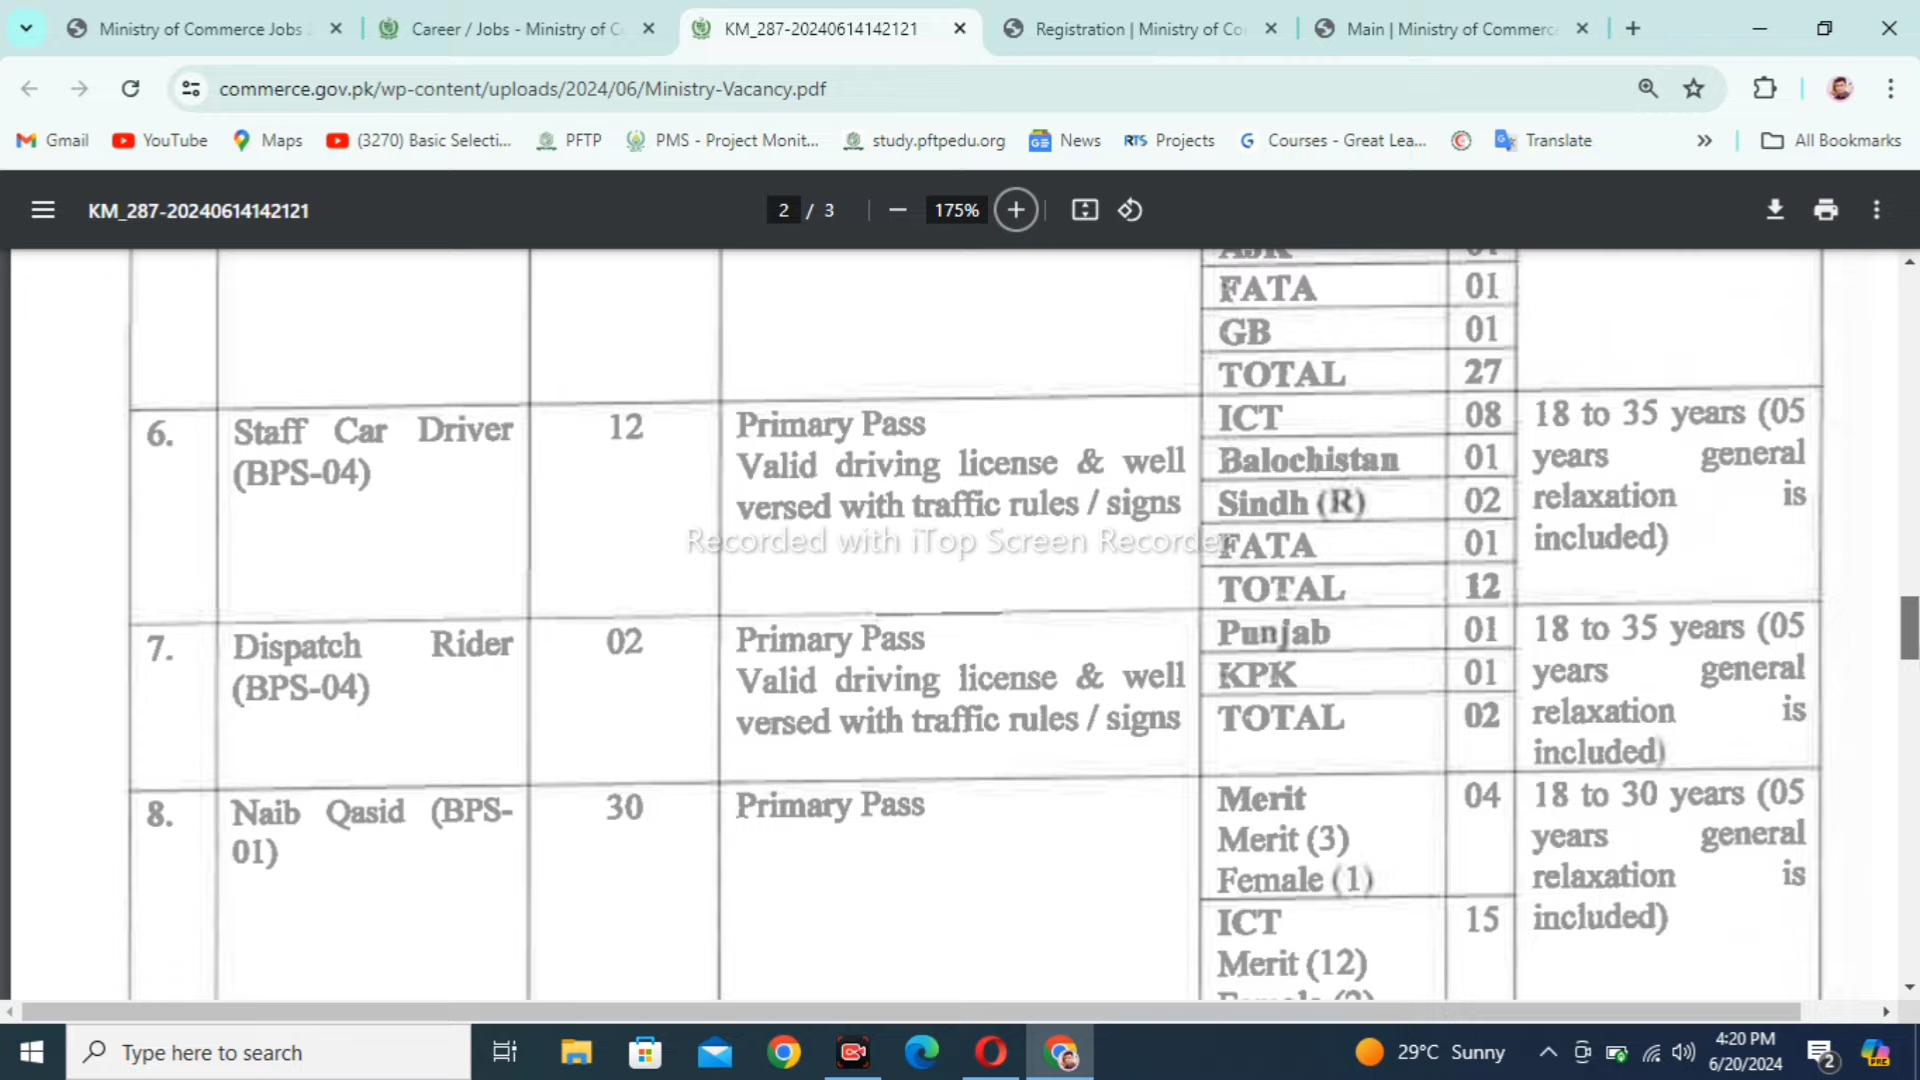 Ministry of Commerce Jobs
Career / Jobs - Ministry of C
KM_287-20240614142121
Registration | Ministry of Co
Main | Ministry of Commerc
commerce.gov.pk/wp-content/uploads/2024/06/Ministry-Vacancy.pdf
Gmail
YouTube
Maps
(3270) Basic Selecti...
PFTP
PMS - Project Monit...
study.pftpedu.org
News
RTS Projects
Courses - Great Lea...
Translate
All Bookmarks
KM_287-20240614142121
2 / 3
175%
AJK 01
FATA 01
GB 01
TOTAL 27
6.
Staff Car Driver
(BPS-04)
12
Primary Pass
Valid driving license & well
versed with traffic rules / signs
ICT 08
Balochistan 01
Sindh (R) 02
FATA 01
TOTAL 12
18 to 35 years (05
years general
relaxation is
included)
Recorded with iTop Screen Recorder
7.
Dispatch Rider
(BPS-04)
02
Primary Pass
Valid driving license & well
versed with traffic rules / signs
Punjab 01
KPK 01
TOTAL 02
18 to 35 years (05
years general
relaxation is
included)
8.
Naib Qasid (BPS-
01)
30
Primary Pass
Merit 04
Merit (3)
Female (1)
ICT 15
Merit (12)
18 to 30 years (05
years general
relaxation is
included)
Type here to search
29°C Sunny
4:20 PM
6/20/2024
2
PRE